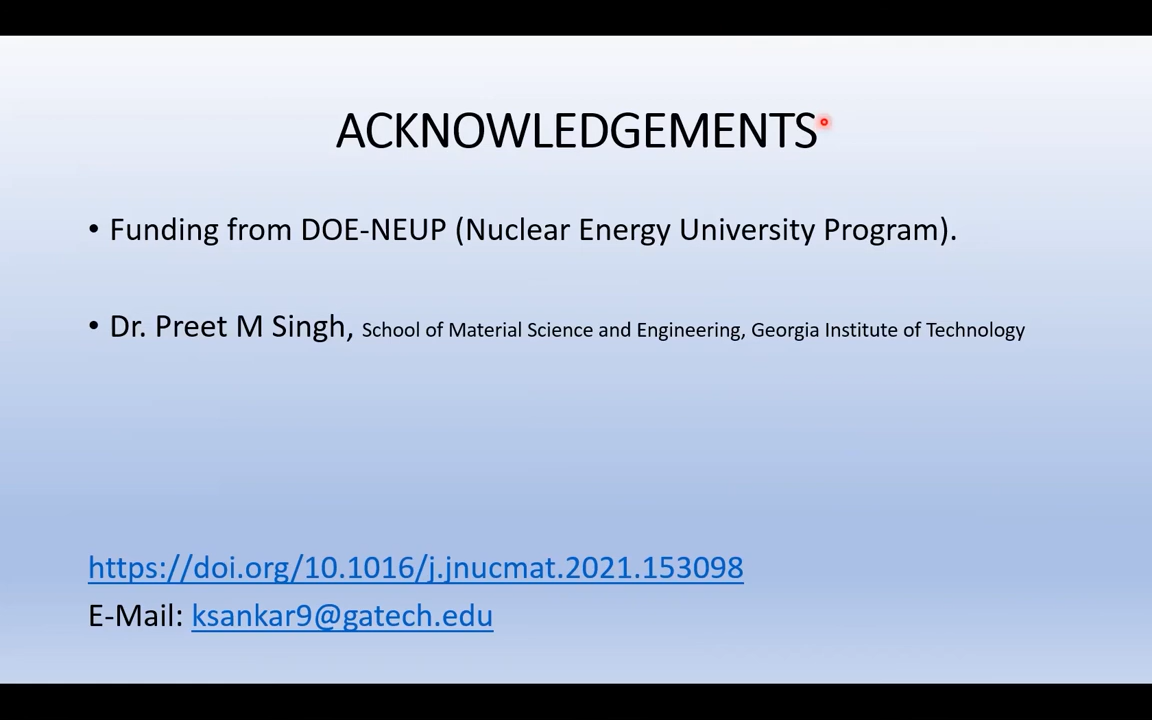 ACKNOWLEDGEMENTS
• Funding from DOE-NEUP (Nuclear Energy University Program).
• Dr. Preet M Singh, School of Material Science and Engineering, Georgia Institute of Technology
https://doi.org/10.1016/j.jnucmat.2021.153098
E-Mail: ksankar9@gatech.edu